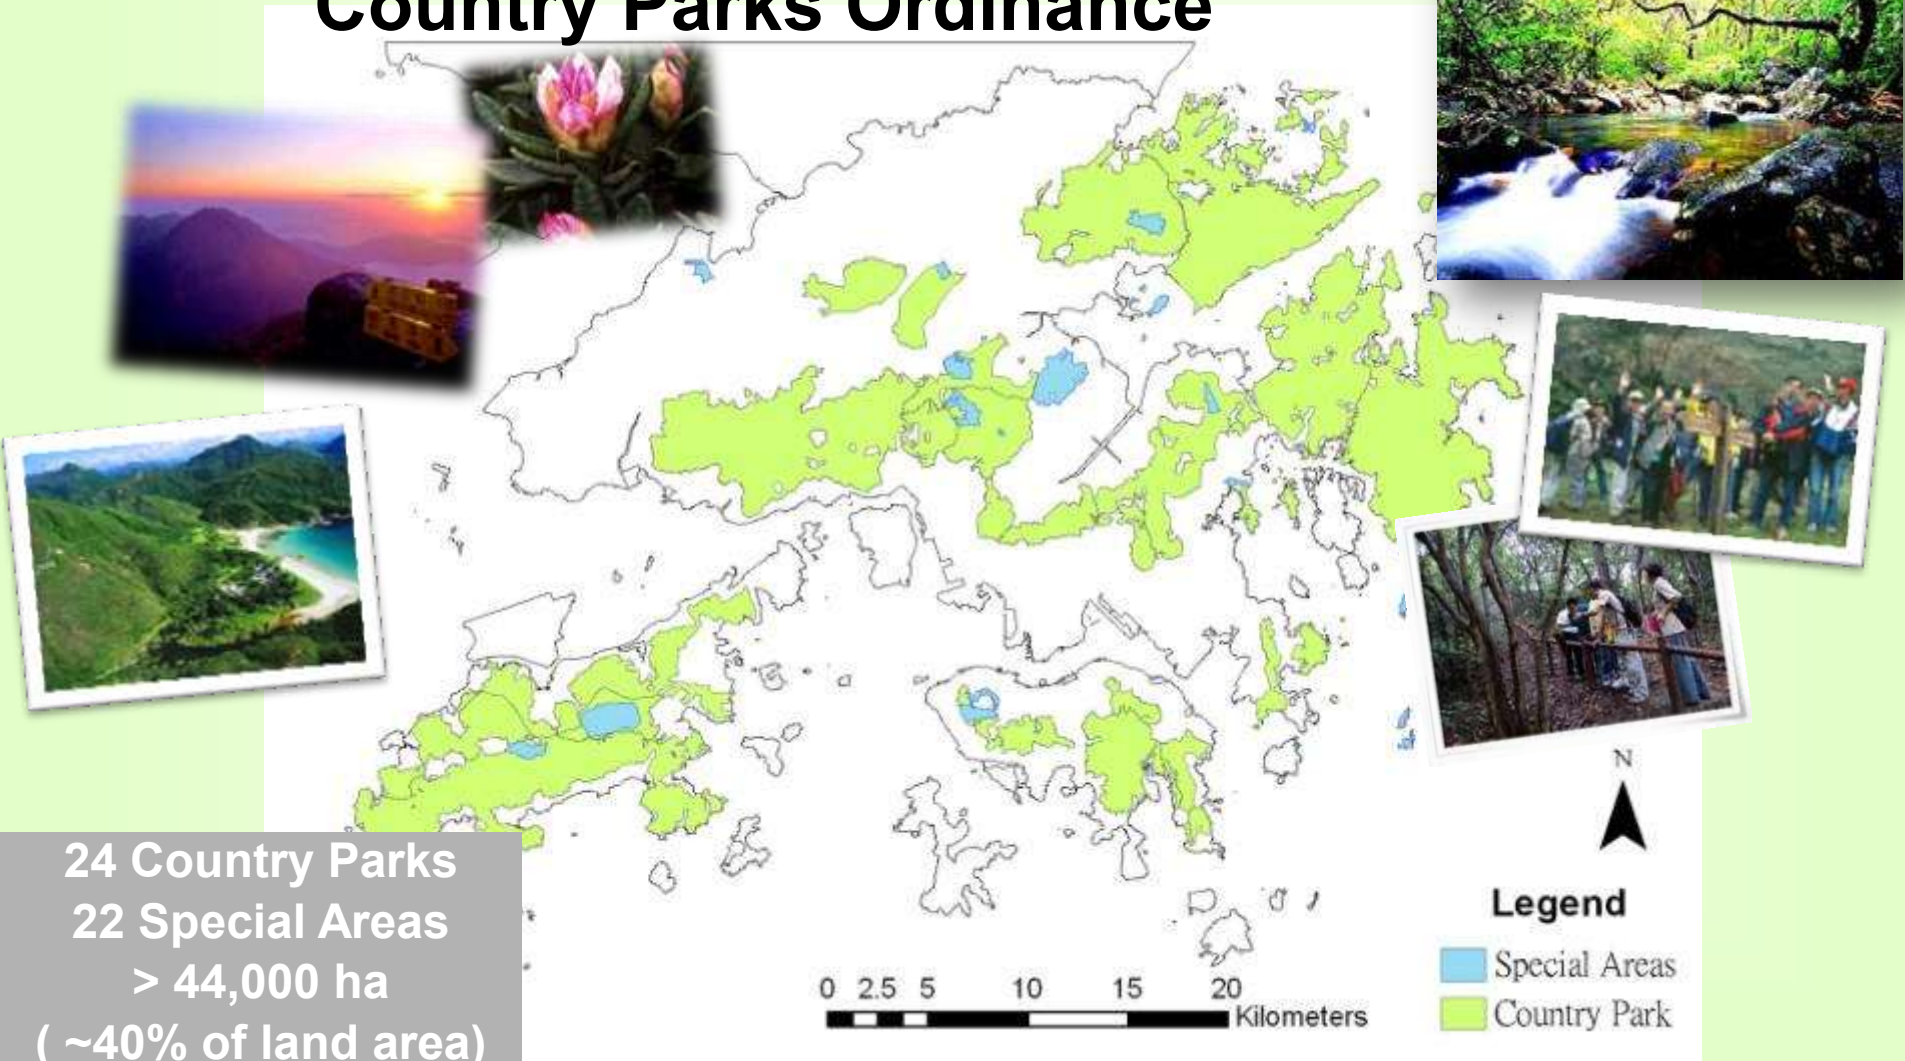 Country Parks Ordinance
N
Legend
Special Areas
Country Park
0 2.5 5 10 15 20
Kilometers
24 Country Parks
22 Special Areas
> 44,000 ha
( ~40% of land area)